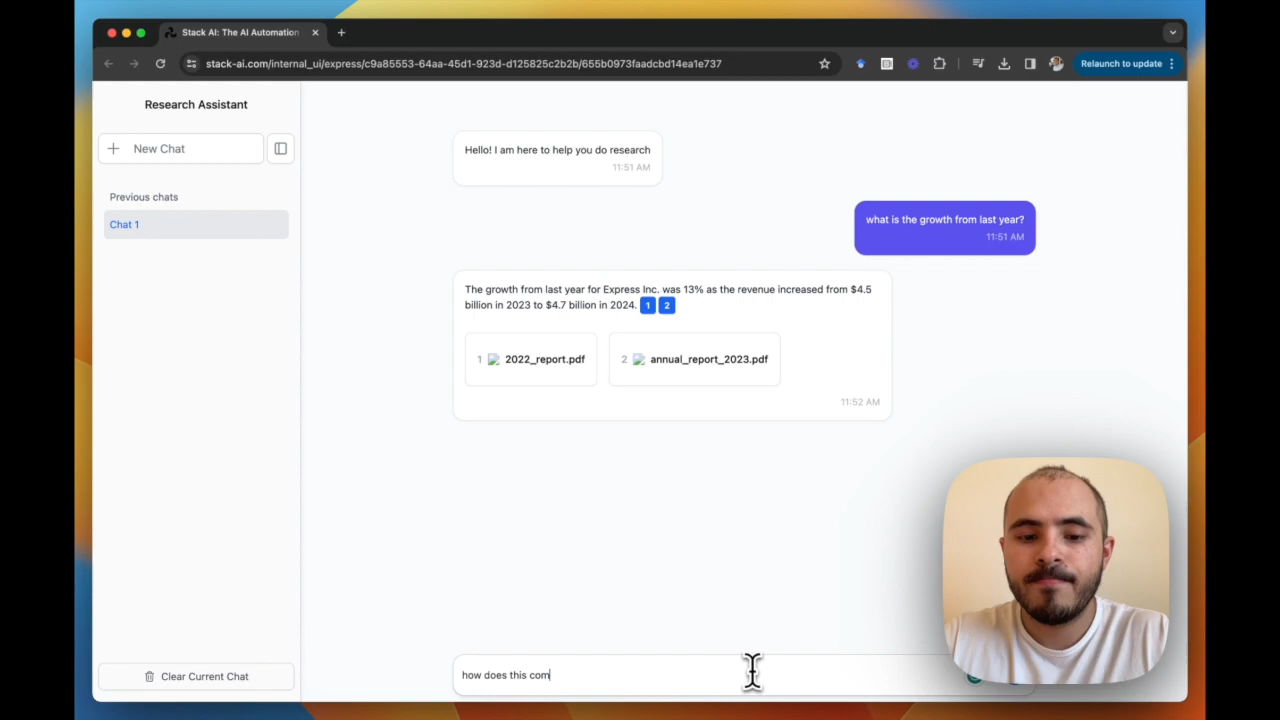 Stack AI: The AI Automation
Relaunch to update
stack-ai.com/internal_ui/express/c9a85553-64aa-45d1-923d-d125825c2b2b/655b0973faadcbd14ea1e737
Research Assistant
New Chat
Previous chats
Chat 1
Hello! I am here to help you do research
11:51 AM
what is the growth from last year?
11:51 AM
The growth from last year for Express Inc. was 13% as the revenue increased from $4.5
billion in 2023 to $4.7 billion in 2024. 1 2
1 2022_report.pdf 2 annual_report_2023.pdf
11:52 AM
how does this com
Clear Current Chat